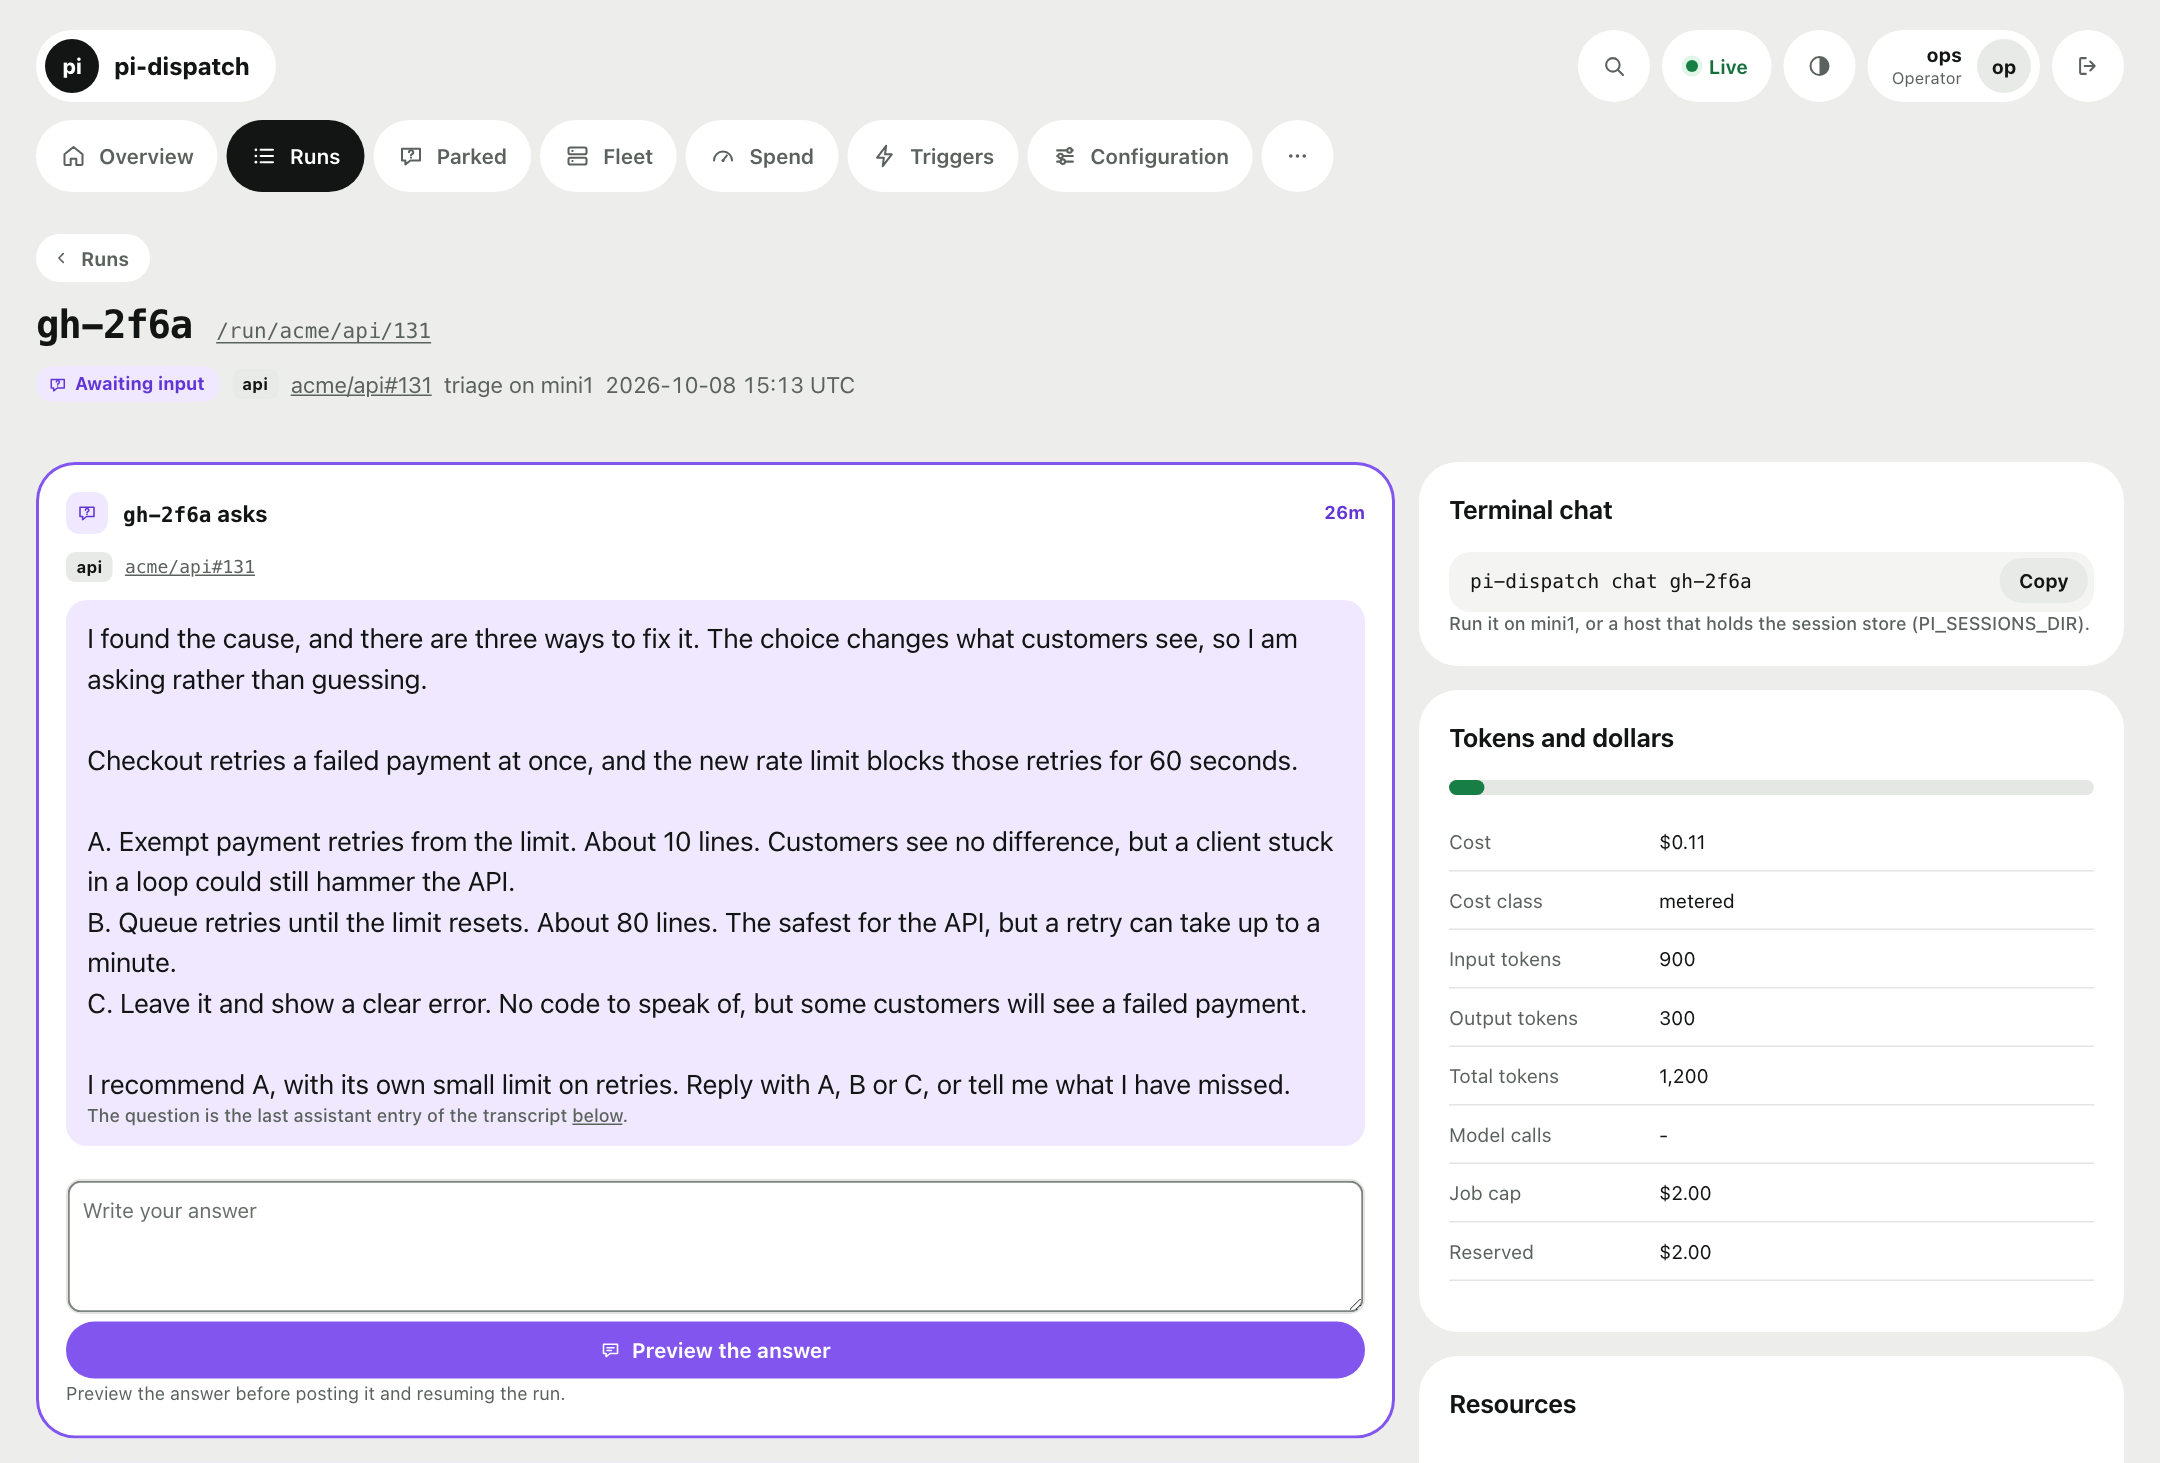 pi
pi-dispatch
Live
ops
Operator
op
Overview
Runs
Parked
Fleet
Spend
Triggers
Configuration
Runs
gh-2f6a /run/acme/api/131
Awaiting input api acme/api#131 triage on mini1 2026-10-08 15:13 UTC
gh-2f6a asks
26m
api acme/api#131
I found the cause, and there are three ways to fix it. The choice changes what customers see, so I am
asking rather than guessing.
Checkout retries a failed payment at once, and the new rate limit blocks those retries for 60 seconds.
A. Exempt payment retries from the limit. About 10 lines. Customers see no difference, but a client stuck
in a loop could still hammer the API.
B. Queue retries until the limit resets. About 80 lines. The safest for the API, but a retry can take up to a
minute.
C. Leave it and show a clear error. No code to speak of, but some customers will see a failed payment.
I recommend A, with its own small limit on retries. Reply with A, B or C, or tell me what I have missed.
The question is the last assistant entry of the transcript below.
Write your answer
Preview the answer
Preview the answer before posting it and resuming the run.
Terminal chat
pi-dispatch chat gh-2f6a
Copy
Run it on mini1, or a host that holds the session store (PI_SESSIONS_DIR).
Tokens and dollars
Cost $0.11
Cost class metered
Input tokens 900
Output tokens 300
Total tokens 1,200
Model calls -
Job cap $2.00
Reserved $2.00
Resources